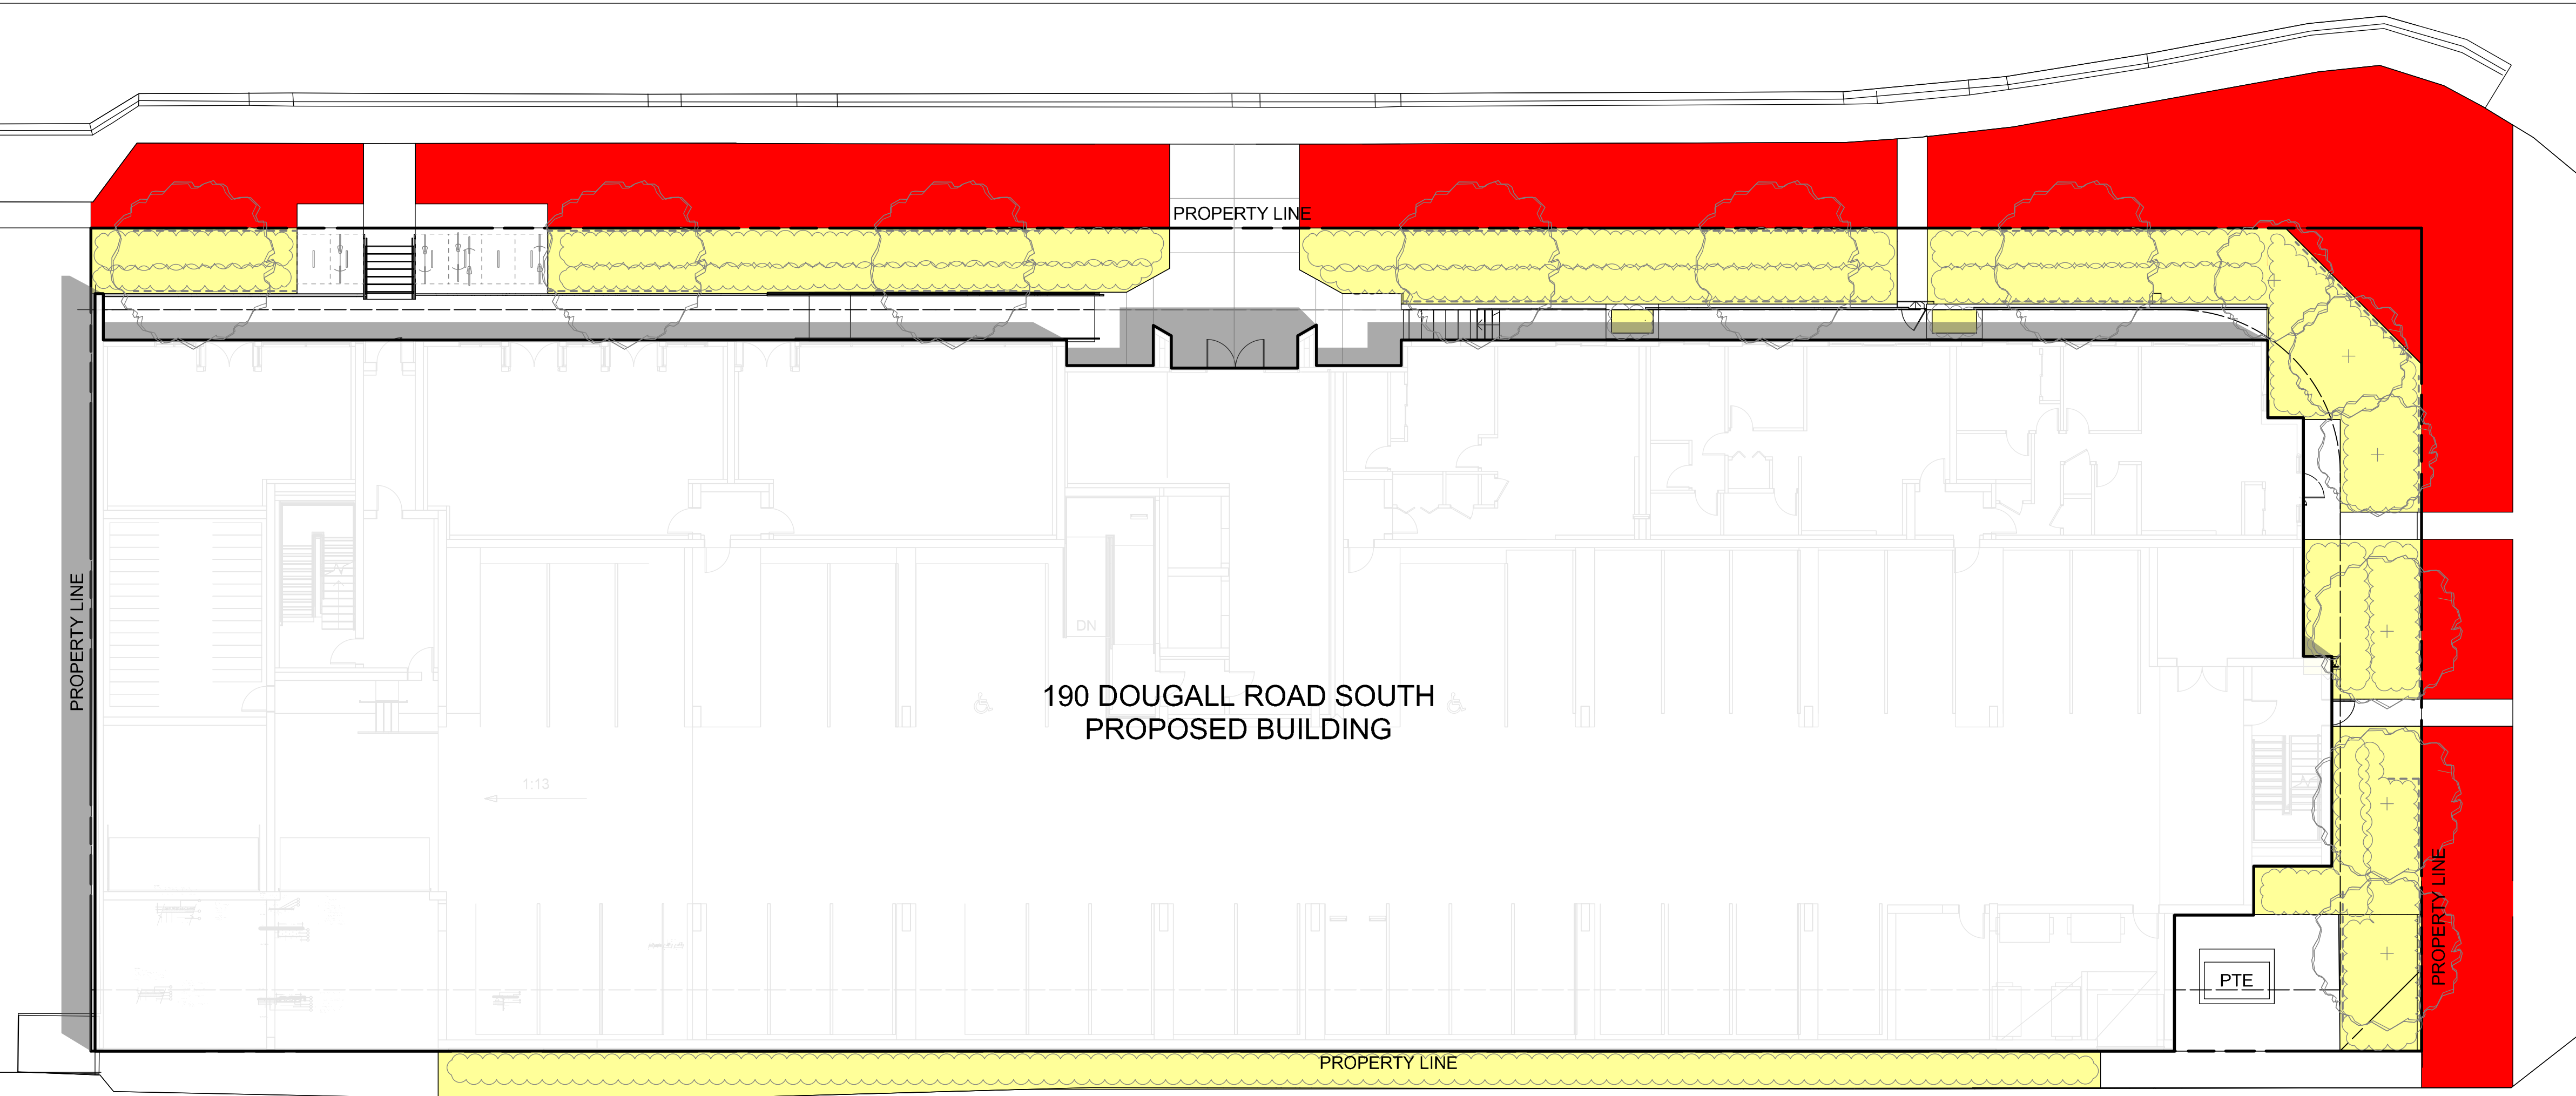 PROPERTY LINE
PROPERTY LINE
DN
190 DOUGALL ROAD SOUTH
PROPOSED BUILDING
1:13
PROPERTY LINE
PTE
PROPERTY LINE